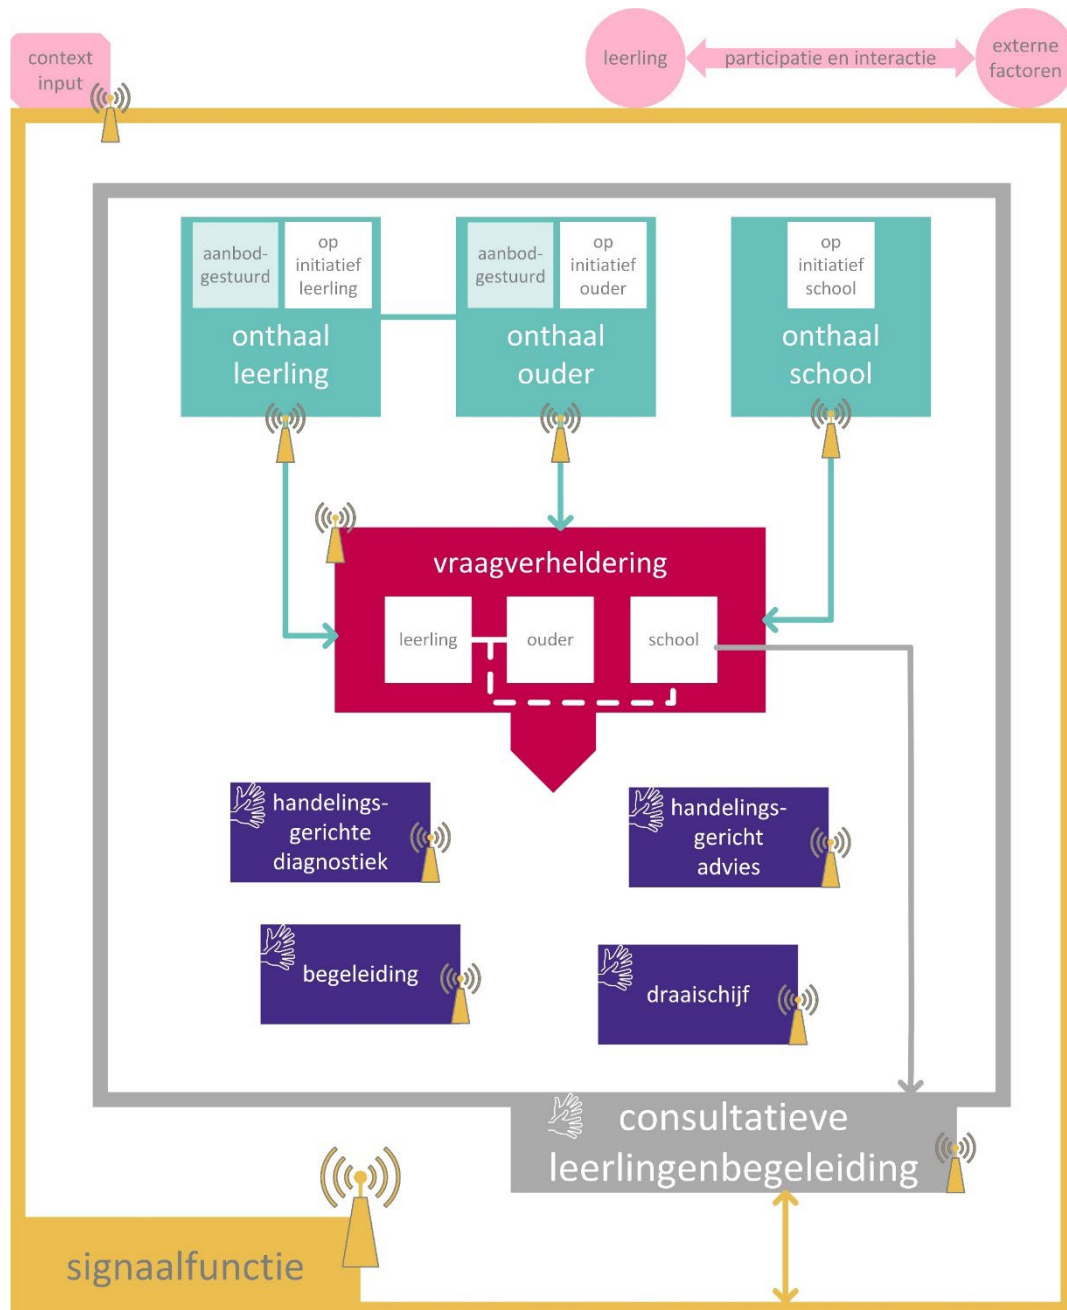 context
input
leerling
participatie en interactie
externe
factoren
aanbod-
gestuurd
op
initiatief
leerling
onthaal
leerling
aanbod-
gestuurd
op
initiatief
ouder
onthaal
ouder
op
initiatief
school
onthaal
school
vraagverheldering
leerling
ouder
school
handelings-
gerichte
diagnostiek
handelings-
gericht
advies
begeleiding
draaischijf
consultatieve
leerlingenbegeleiding
signaalfunctie